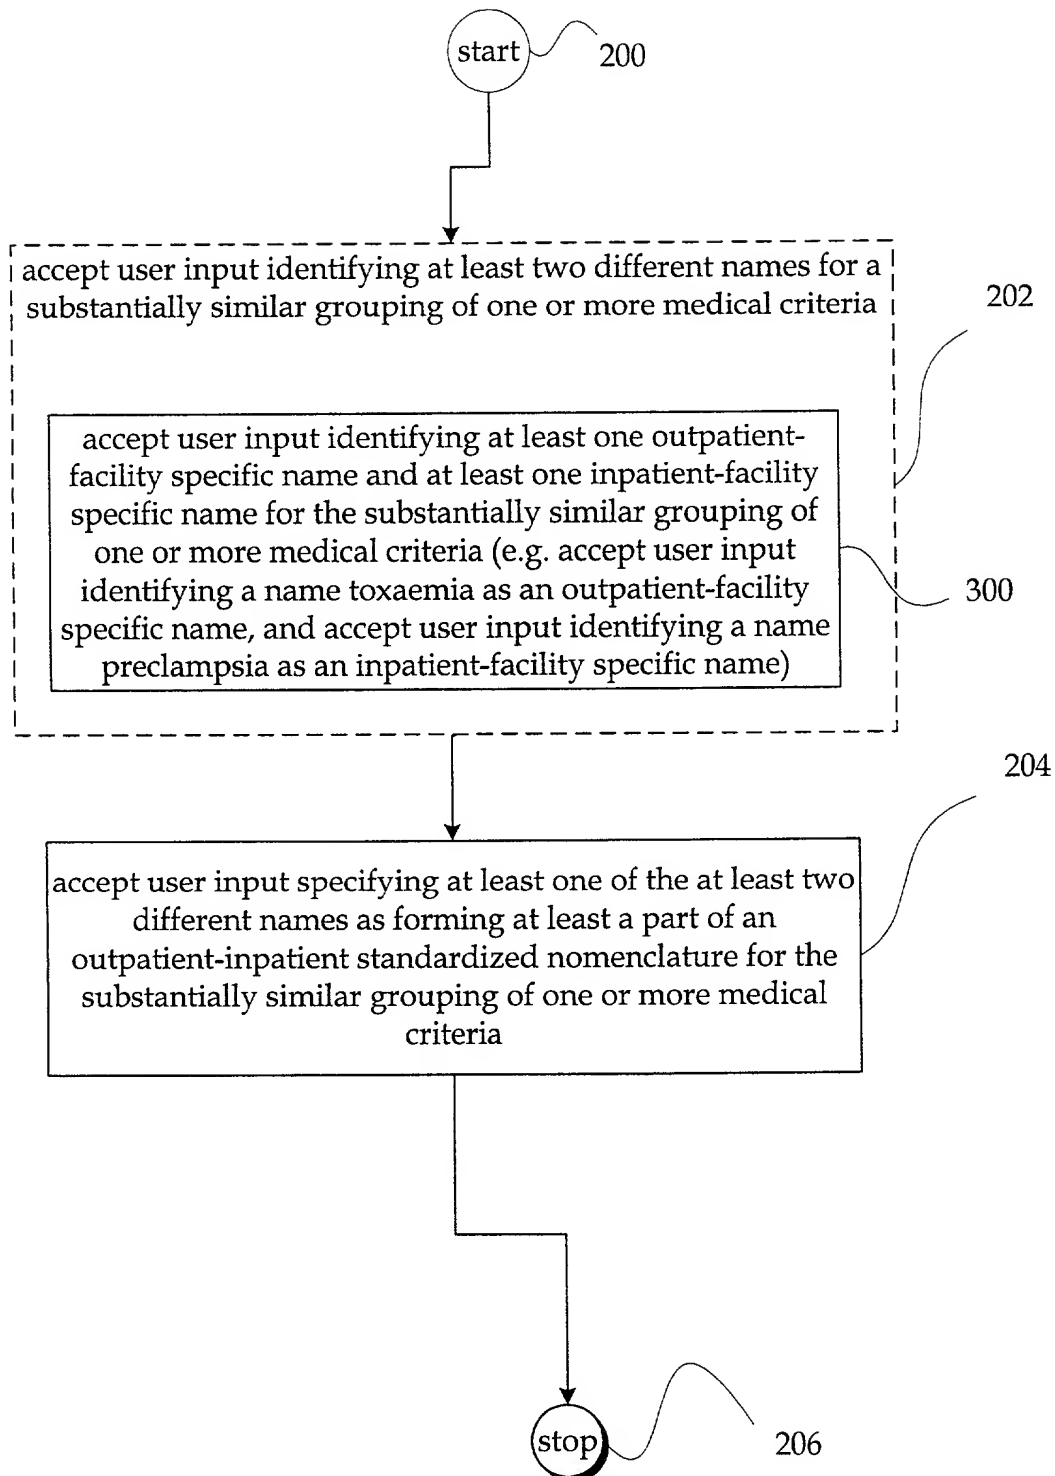 start
200
accept user input identifying at least two different names for a
substantially similar grouping of one or more medical criteria
202
accept user input identifying at least one outpatient-
facility specific name and at least one inpatient-facility
specific name for the substantially similar grouping of
one or more medical criteria (e.g. accept user input
identifying a name toxaemia as an outpatient-facility
specific name, and accept user input identifying a name
preclampsia as an inpatient-facility specific name)
300
204
accept user input specifying at least one of the at least two
different names as forming at least a part of an
outpatient-inpatient standardized nomenclature for the
substantially similar grouping of one or more medical
criteria
stop
206